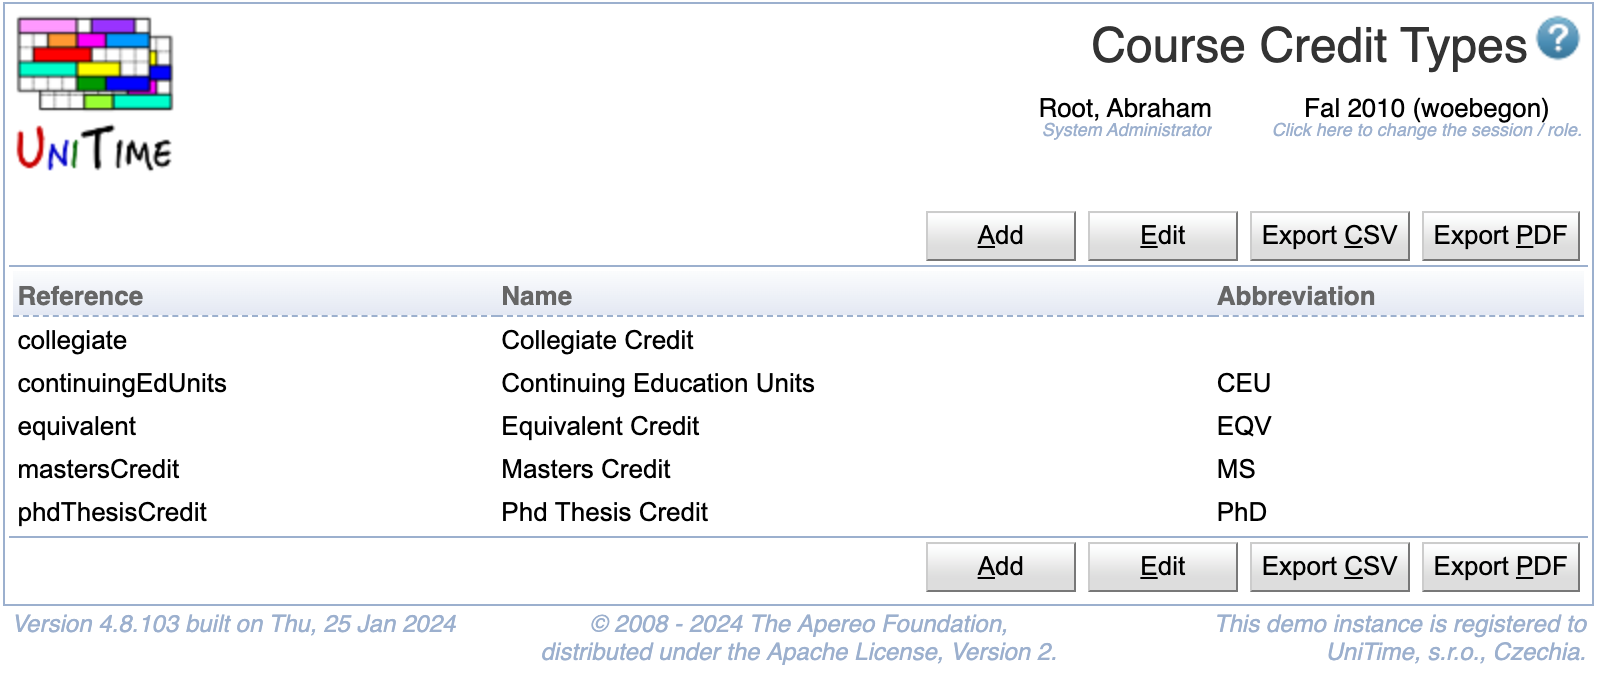 UniTime
Course Credit Types
?
Root, Abraham
System Administrator
Fal 2010 (woebegon)
Click here to change the session / role.
Add Edit Export CSV Export PDF
Reference Name Abbreviation
collegiate Collegiate Credit
continuingEdUnits Continuing Education Units CEU
equivalent Equivalent Credit EQV
mastersCredit Masters Credit MS
phdThesisCredit Phd Thesis Credit PhD
Add Edit Export CSV Export PDF
Version 4.8.103 built on Thu, 25 Jan 2024
© 2008 - 2024 The Apereo Foundation,
distributed under the Apache License, Version 2.
This demo instance is registered to
UniTime, s.r.o., Czechia.